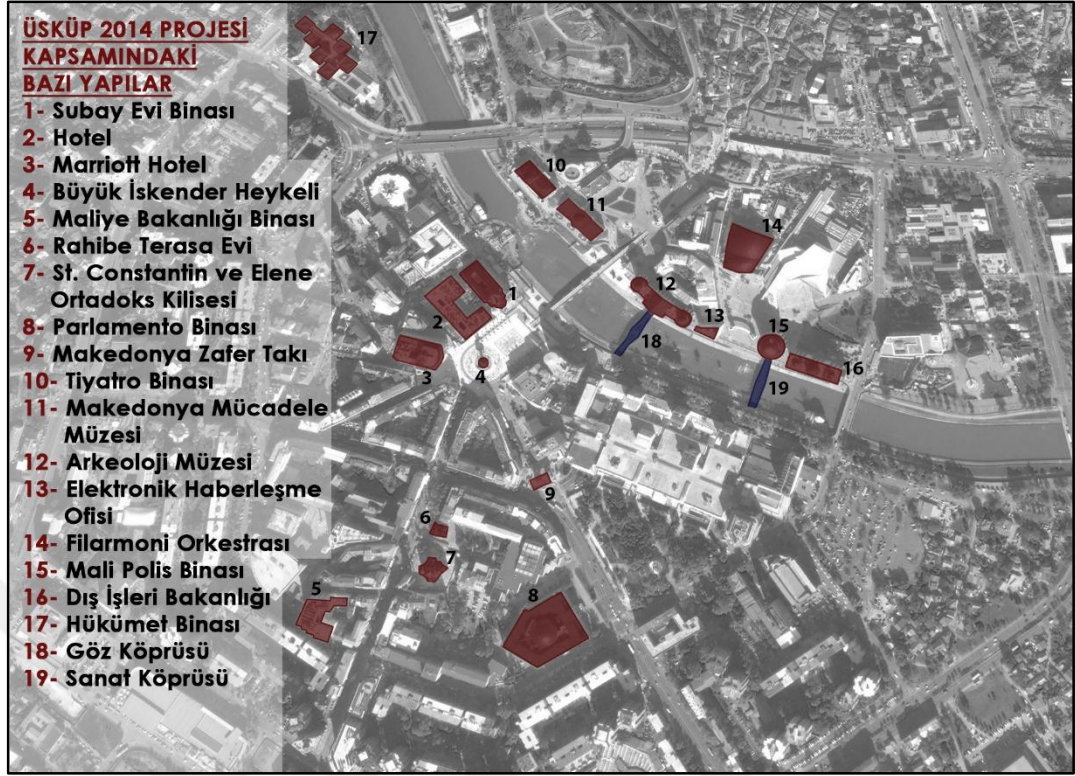 ÜSKÜP 2014 PROJESİ
KAPSAMINDAKİ
BAZI YAPILAR
1- Subay Evi Binası
2- Hotel
3- Marriott Hotel
4- Büyük İskender Heykeli
5- Maliye Bakanlığı Binası
6- Rahibe Terasa Evi
7- St. Constantin ve Elene
Ortadoks Kilisesi
8- Parlamento Binası
9- Makedonya Zafer Takı
10- Tiyatro Binası
11- Makedonya Mücadele
Müzesi
12- Arkeoloji Müzesi
13- Elektronik Haberleşme
Ofisi
14- Filarmoni Orkestrası
15- Mali Polis Binası
16- Dış İşleri Bakanlığı
17- Hükümet Binası
18- Göz Köprüsü
19- Sanat Köprüsü
17
10
11
14
12
1
13
15
2
18
16
3
4
19
9
6
7
5
8